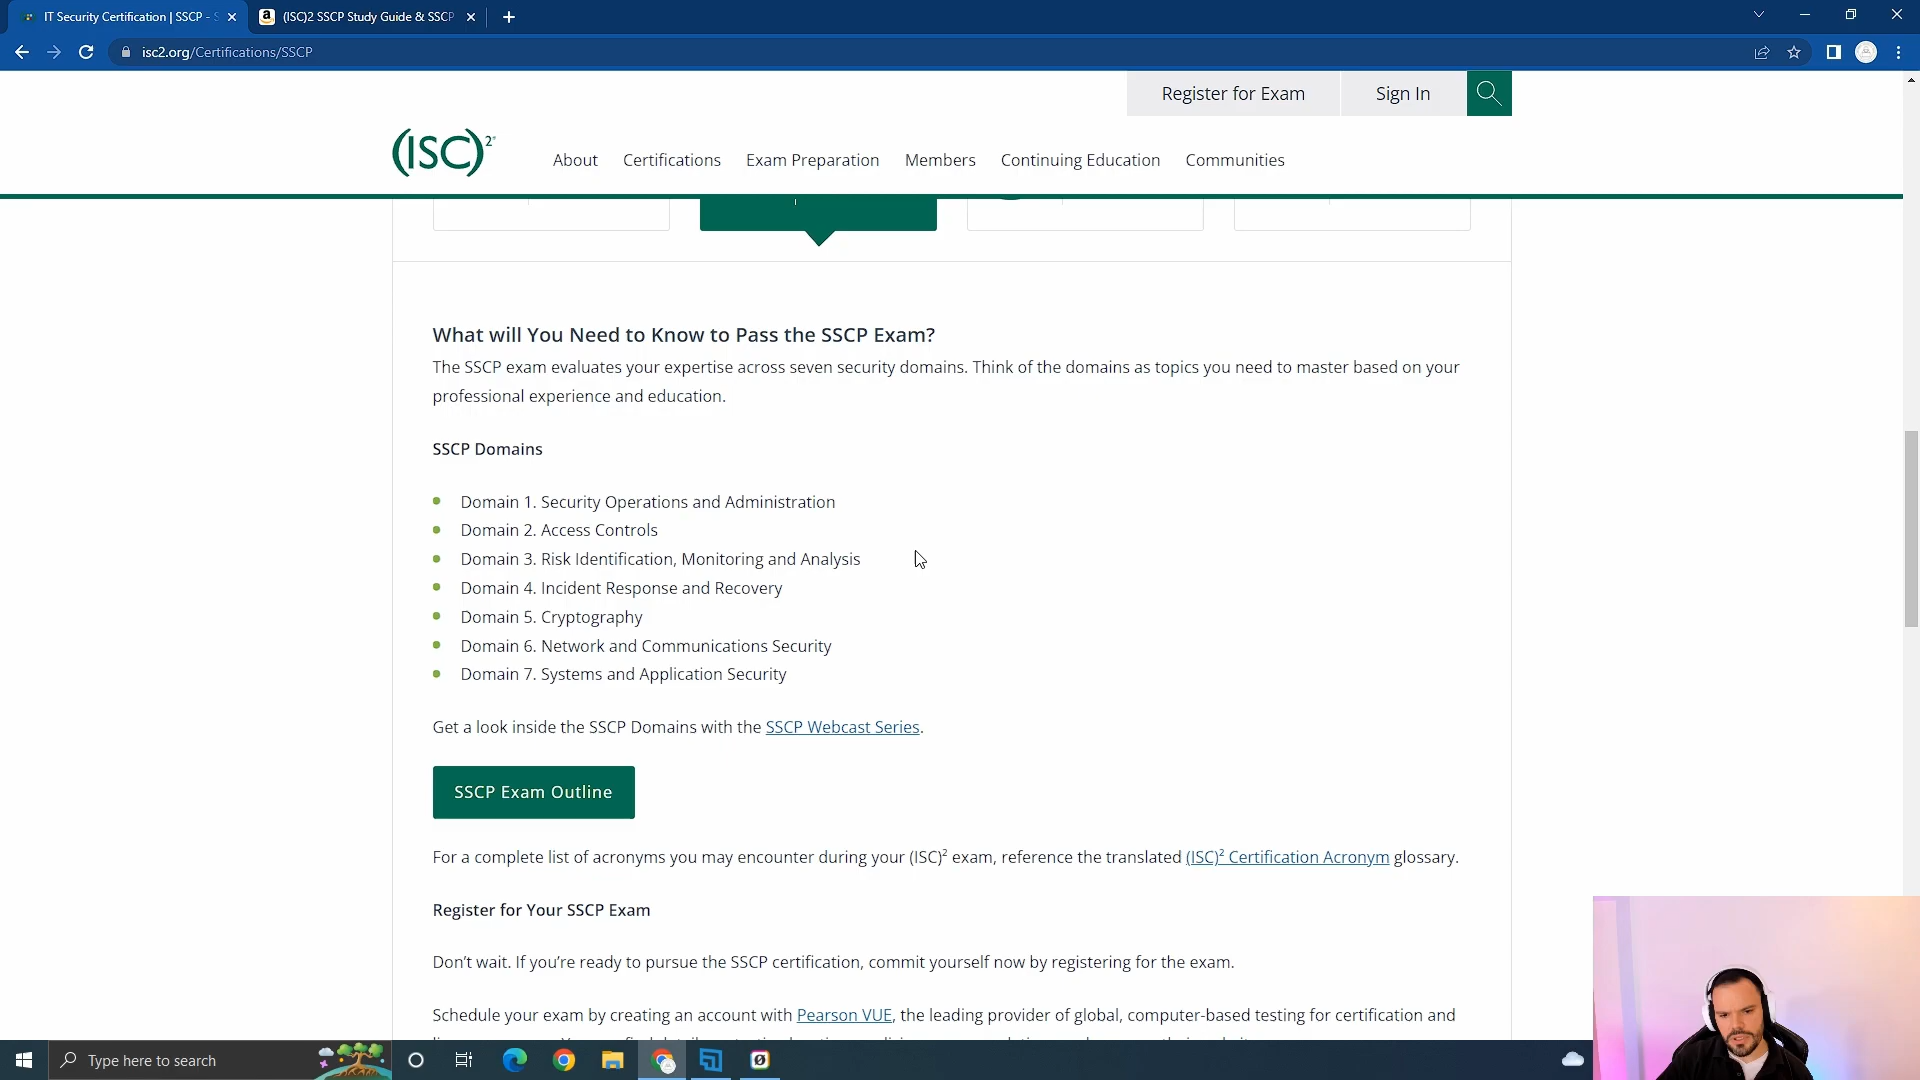 IT Security Certification | SSCP -
(ISC)2 SSCP Study Guide & SSCP
isc2.org/Certifications/SSCP
Register for Exam
Sign In
(ISC)²
About
Certifications
Exam Preparation
Members
Continuing Education
Communities
What will You Need to Know to Pass the SSCP Exam?
The SSCP exam evaluates your expertise across seven security domains. Think of the domains as topics you need to master based on your
professional experience and education.
SSCP Domains
Domain 1. Security Operations and Administration
Domain 2. Access Controls
Domain 3. Risk Identification, Monitoring and Analysis
Domain 4. Incident Response and Recovery
Domain 5. Cryptography
Domain 6. Network and Communications Security
Domain 7. Systems and Application Security
Get a look inside the SSCP Domains with the SSCP Webcast Series.
SSCP Exam Outline
For a complete list of acronyms you may encounter during your (ISC)² exam, reference the translated (ISC)² Certification Acronym glossary.
Register for Your SSCP Exam
Don’t wait. If you’re ready to pursue the SSCP certification, commit yourself now by registering for the exam.
Schedule your exam by creating an account with Pearson VUE, the leading provider of global, computer-based testing for certification and
Type here to search